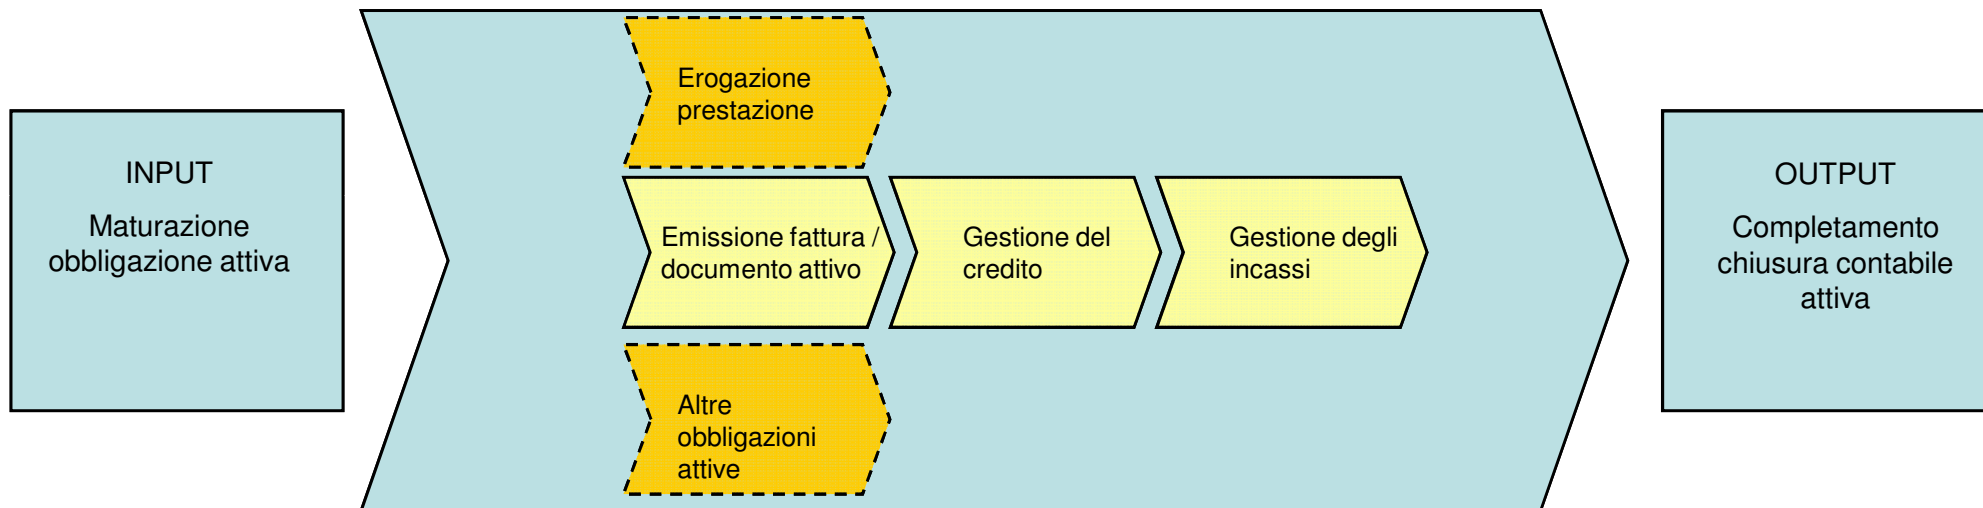 INPUT
Maturazione
obbligazione attiva
Erogazione
prestazione
Emissione fattura /
documento attivo
Gestione del
credito
Gestione degli
incassi
Altre
obbligazioni
attive
OUTPUT
Completamento
chiusura contabile
attiva